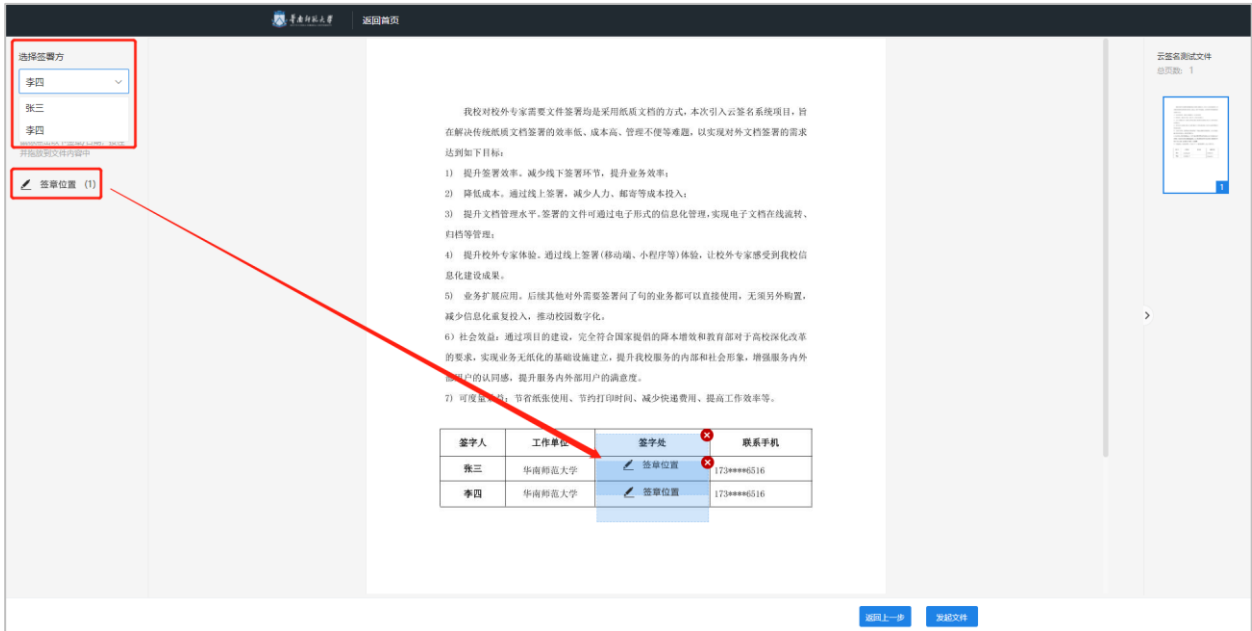 华南师范大学
返回首页
选择签署方
李四
张三
李四
并拖放到文件内容中
签章位置 (1)
我校对校外专家需要文件签署均是采用纸质文档的方式，本次引入云签名系统项目，旨
在解决传统纸质文档签署的效率低、成本高、管理不便等难题，以实现对外文档签署的需求
达到如下目标：
1) 提升签署效率。减少线下签署环节，提升业务效率；
2) 降低成本。通过线上签署，减少人力、邮寄等成本投入；
3) 提升文档管理水平。签署的文件可通过电子形式的信息化管理，实现电子文档在线流转、
归档等管理；
4) 提升校外专家体验。通过线上签署(移动端、小程序等)体验，让校外专家感受到我校信
息化建设成果。
5) 业务扩展应用。后续其他对外需要签署问了句的业务都可以直接使用，无须另外购置，
减少信息化重复投入，推动校园数字化。
6）社会效益：通过项目的建设，完全符合国家提倡的降本增效和教育部对于高校深化改革
的要求，实现业务无纸化的基础设施建立，提升我校服务的内部和社会形象，增强服务内外
用户的认同感，提升服务内外部用户的满意度。
7) 可度量：节省纸张使用、节约打印时间、减少快递费用、提高工作效率等。
签字人 工作单位 签字处 联系手机
张三 华南师范大学 签章位置 173****6516
李四 华南师范大学 签章位置 173****6516
云签名测试文件
总页数: 1
1
返回上一步
发起文件